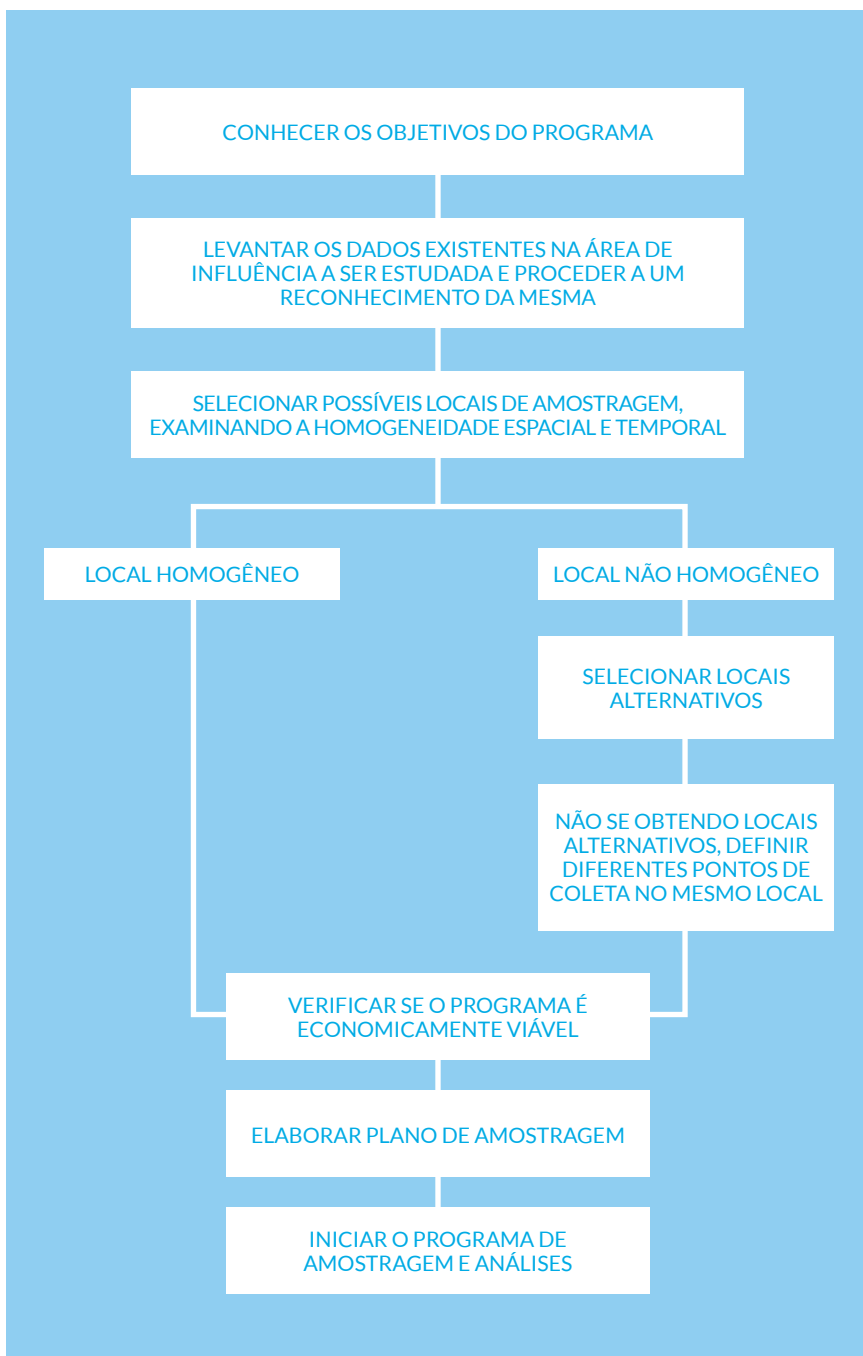 CONHECER OS OBJETIVOS DO PROGRAMA
LEVANTAR OS DADOS EXISTENTES NA ÁREA DE
INFLUÊNCIA A SER ESTUDADA E PROCEDER A UM
RECONHECIMENTO DA MESMA
SELECIONAR POSSÍVEIS LOCAIS DE AMOSTRAGEM,
EXAMINANDO A HOMOGENEIDADE ESPACIAL E TEMPORAL
LOCAL HOMOGÊNEO
LOCAL NÃO HOMOGÊNEO
SELECIONAR LOCAIS
ALTERNATIVOS
NÃO SE OBTENDO LOCAIS
ALTERNATIVOS, DEFINIR
DIFERENTES PONTOS DE
COLETA NO MESMO LOCAL
VERIFICAR SE O PROGRAMA É
ECONOMICAMENTE VIÁVEL
ELABORAR PLANO DE AMOSTRAGEM
INICIAR O PROGRAMA DE
AMOSTRAGEM E ANÁLISES